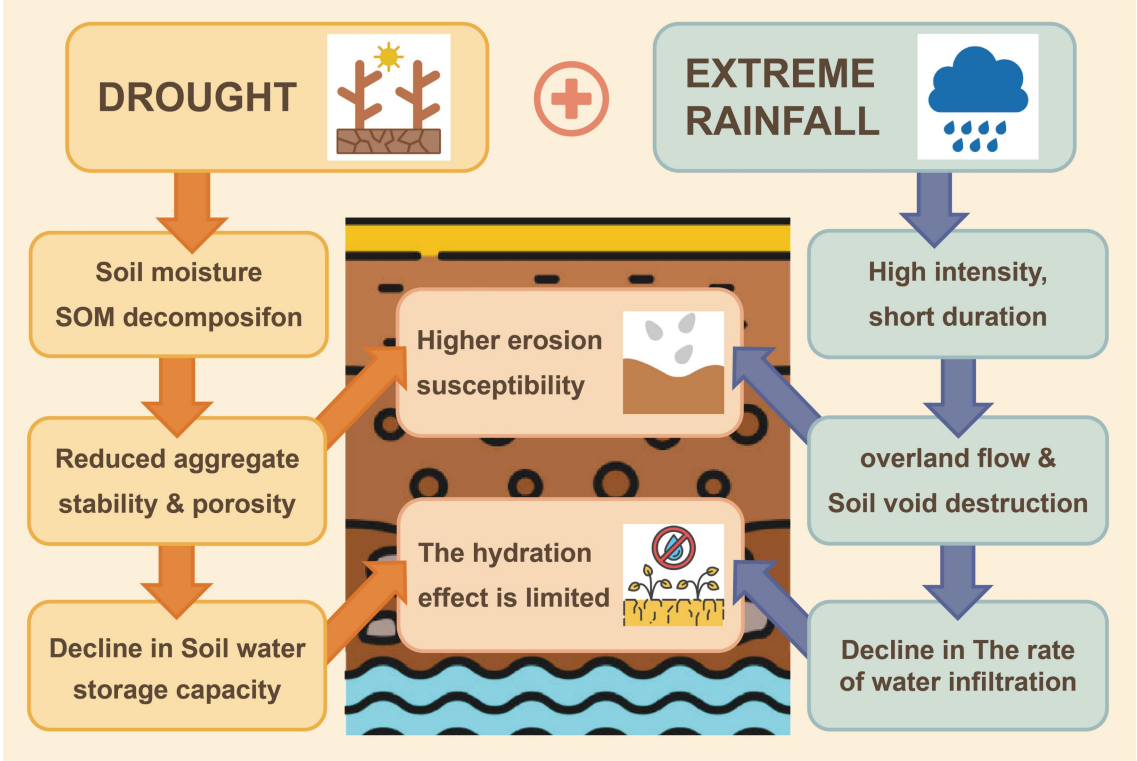 DROUGHT
EXTREME
RAINFALL
Soil moisture
SOM decomposifon
High intensity,
short duration
Higher erosion
susceptibility
Reduced aggregate
stability & porosity
overland flow &
Soil void destruction
The hydration
effect is limited
Decline in Soil water
storage capacity
Decline in The rate
of water infiltration